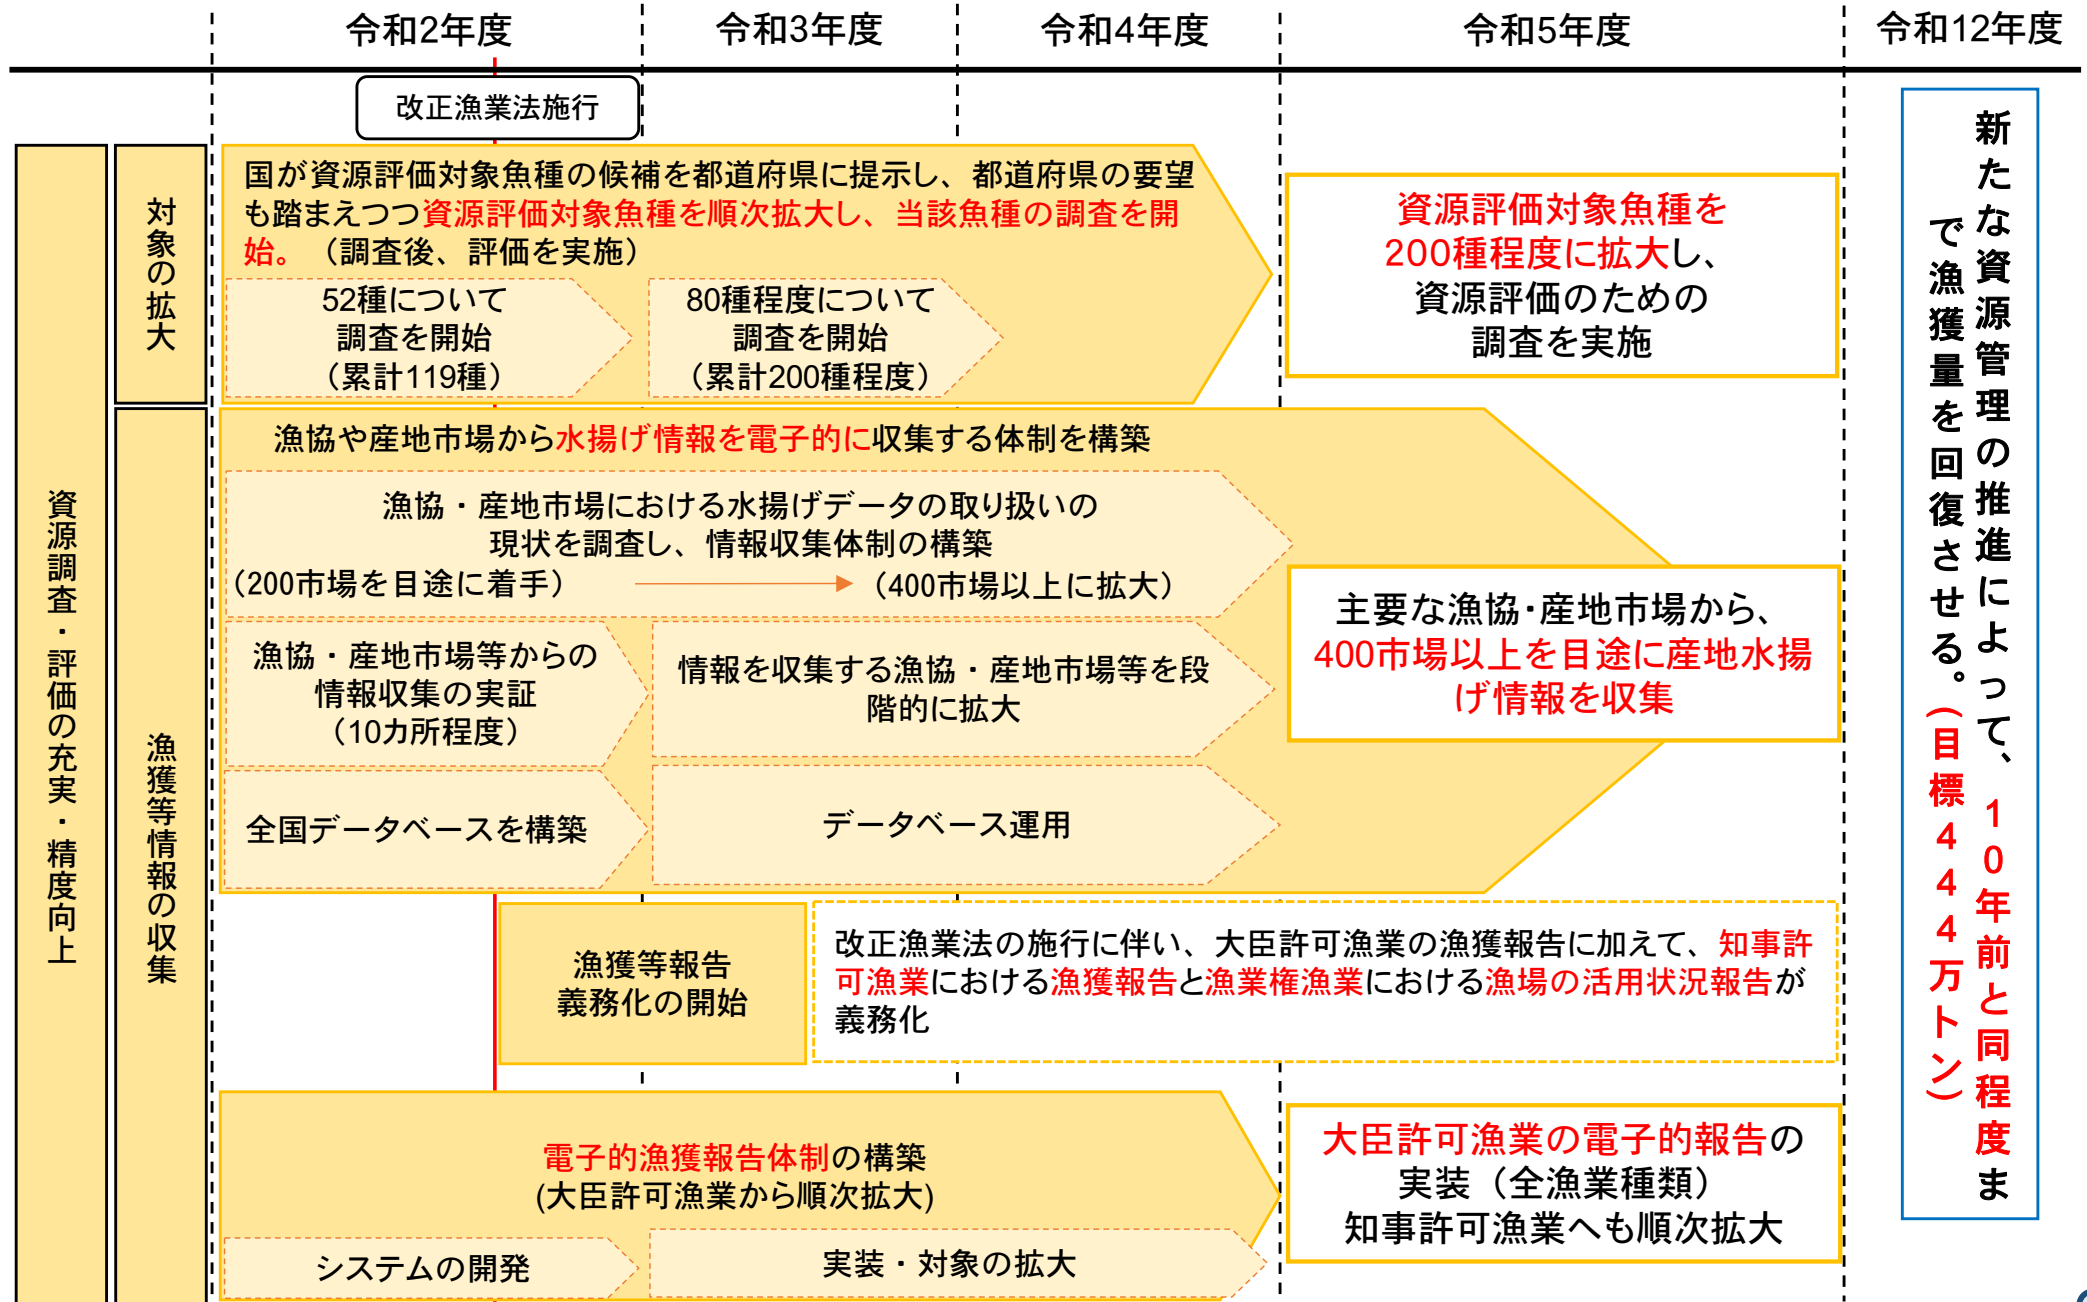 令和2年度
令和3年度
令和4年度
令和5年度
令和12年度
改正漁業法施行
資源調査・評価の充実・精度向上
対象の拡大
国が資源評価対象魚種の候補を都道府県に提示し、都道府県の要望
も踏まえつつ資源評価対象魚種を順次拡大し、当該魚種の調査を開
始。（調査後、評価を実施）
52種について
調査を開始
（累計119種）
80種程度について
調査を開始
（累計200種程度）
資源評価対象魚種を
200種程度に拡大し、
資源評価のための
調査を実施
漁獲等情報の収集
漁協や産地市場から水揚げ情報を電子的に収集する体制を構築
漁協・産地市場における水揚げデータの取り扱いの
現状を調査し、情報収集体制の構築
（200市場を目途に着手）
（400市場以上に拡大）
漁協・産地市場等からの
情報収集の実証
（10カ所程度）
情報を収集する漁協・産地市場等を段
階的に拡大
主要な漁協・産地市場から、
400市場以上を目途に産地水揚
げ情報を収集
全国データベースを構築
データベース運用
漁獲等報告
義務化の開始
改正漁業法の施行に伴い、大臣許可漁業の漁獲報告に加えて、知事許
可漁業における漁獲報告と漁業権漁業における漁場の活用状況報告が
義務化
電子的漁獲報告体制の構築
(大臣許可漁業から順次拡大)
システムの開発
実装・対象の拡大
大臣許可漁業の電子的報告の
実装（全漁業種類）
知事許可漁業へも順次拡大
新たな資源管理の推進によって、10年前と同程度ま
で漁獲量を回復させる。（目標444万トン）